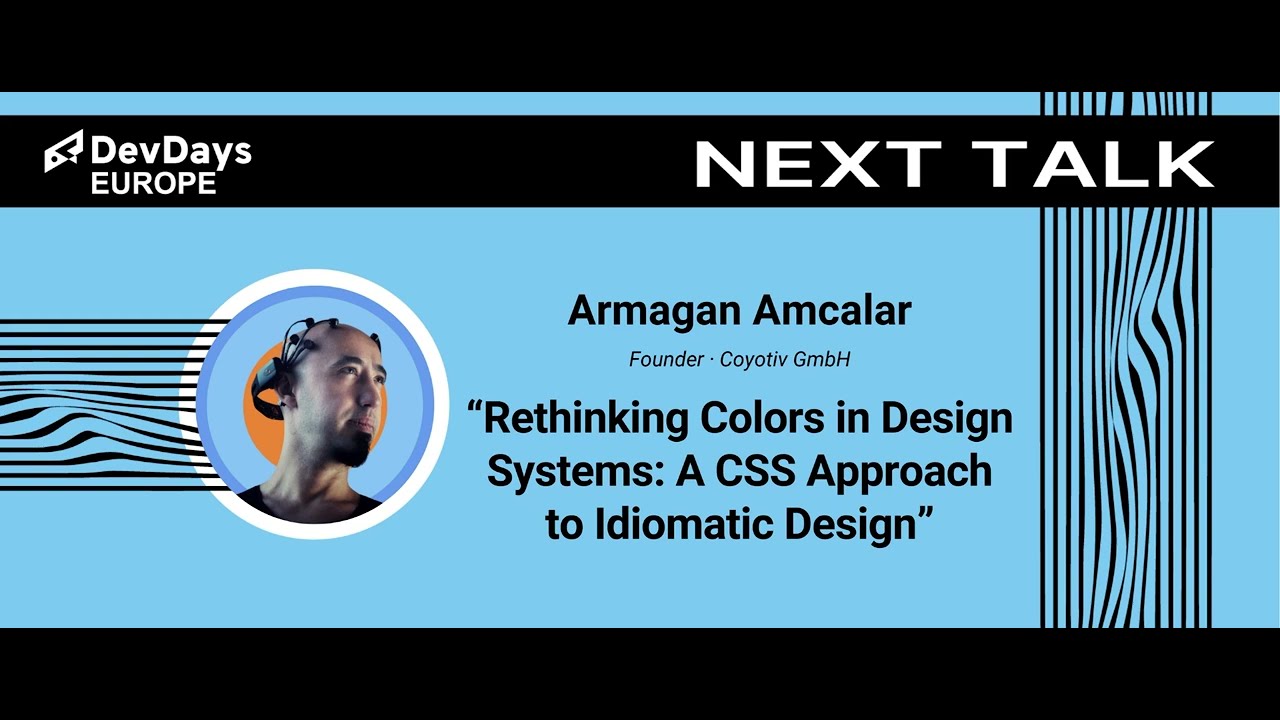 DevDays
EUROPE
NEXT TALK
Armagan Amcalar
Founder · Coyotiv GmbH
“Rethinking Colors in Design
Systems: A CSS Approach
to Idiomatic Design”